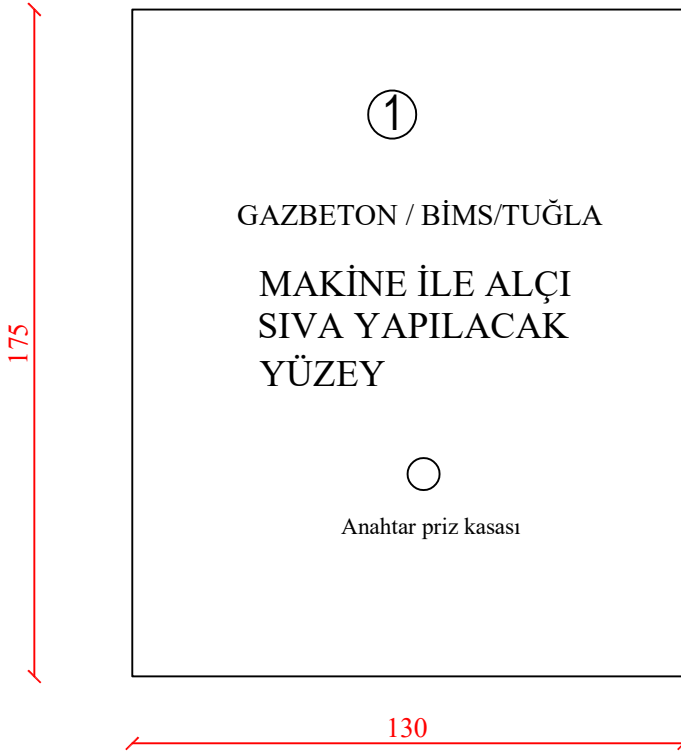 1
GAZBETON / BİMS/TUĞLA
MAKİNE İLE ALÇI
SIVA YAPILACAK
YÜZEY
175
Anahtar priz kasası
130